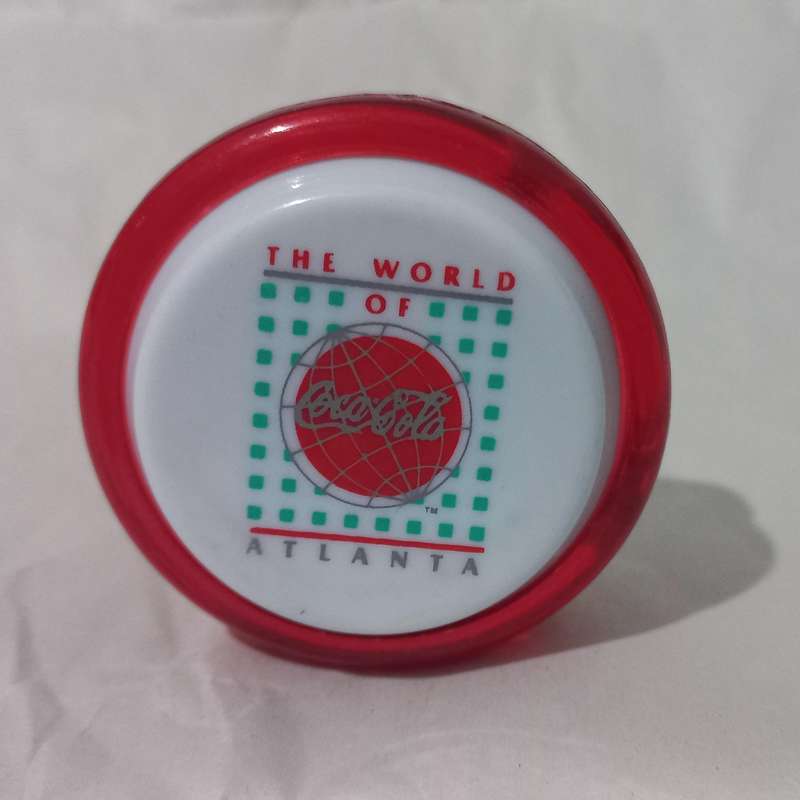 THE WORLD
OF
Coca-Cola
TM
ATLANTA